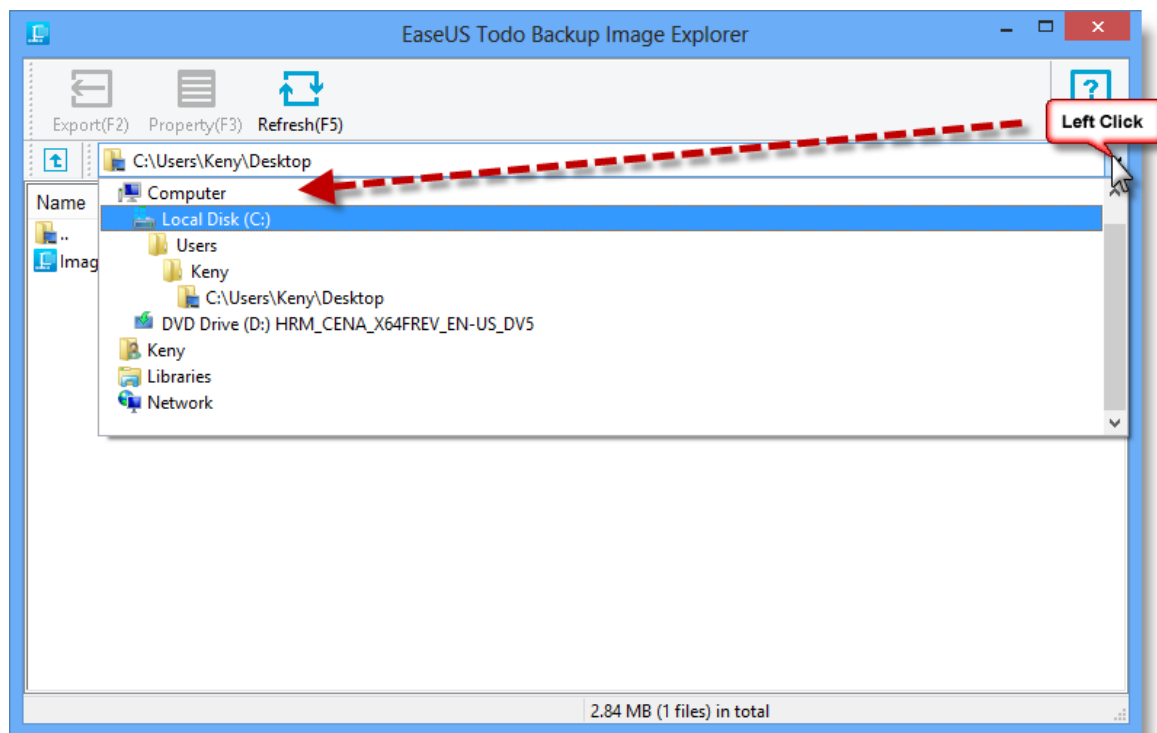 EaseUS Todo Backup Image Explorer
Export(F2) Property(F3) Refresh(F5)
Left Click
C:\Users\Keny\Desktop
Name
Computer
Local Disk (C:)
..
Users
Imag
Keny
C:\Users\Keny\Desktop
DVD Drive (D:) HRM_CENA_X64FREV_EN-US_DV5
Keny
Libraries
Network
2.84 MB (1 files) in total